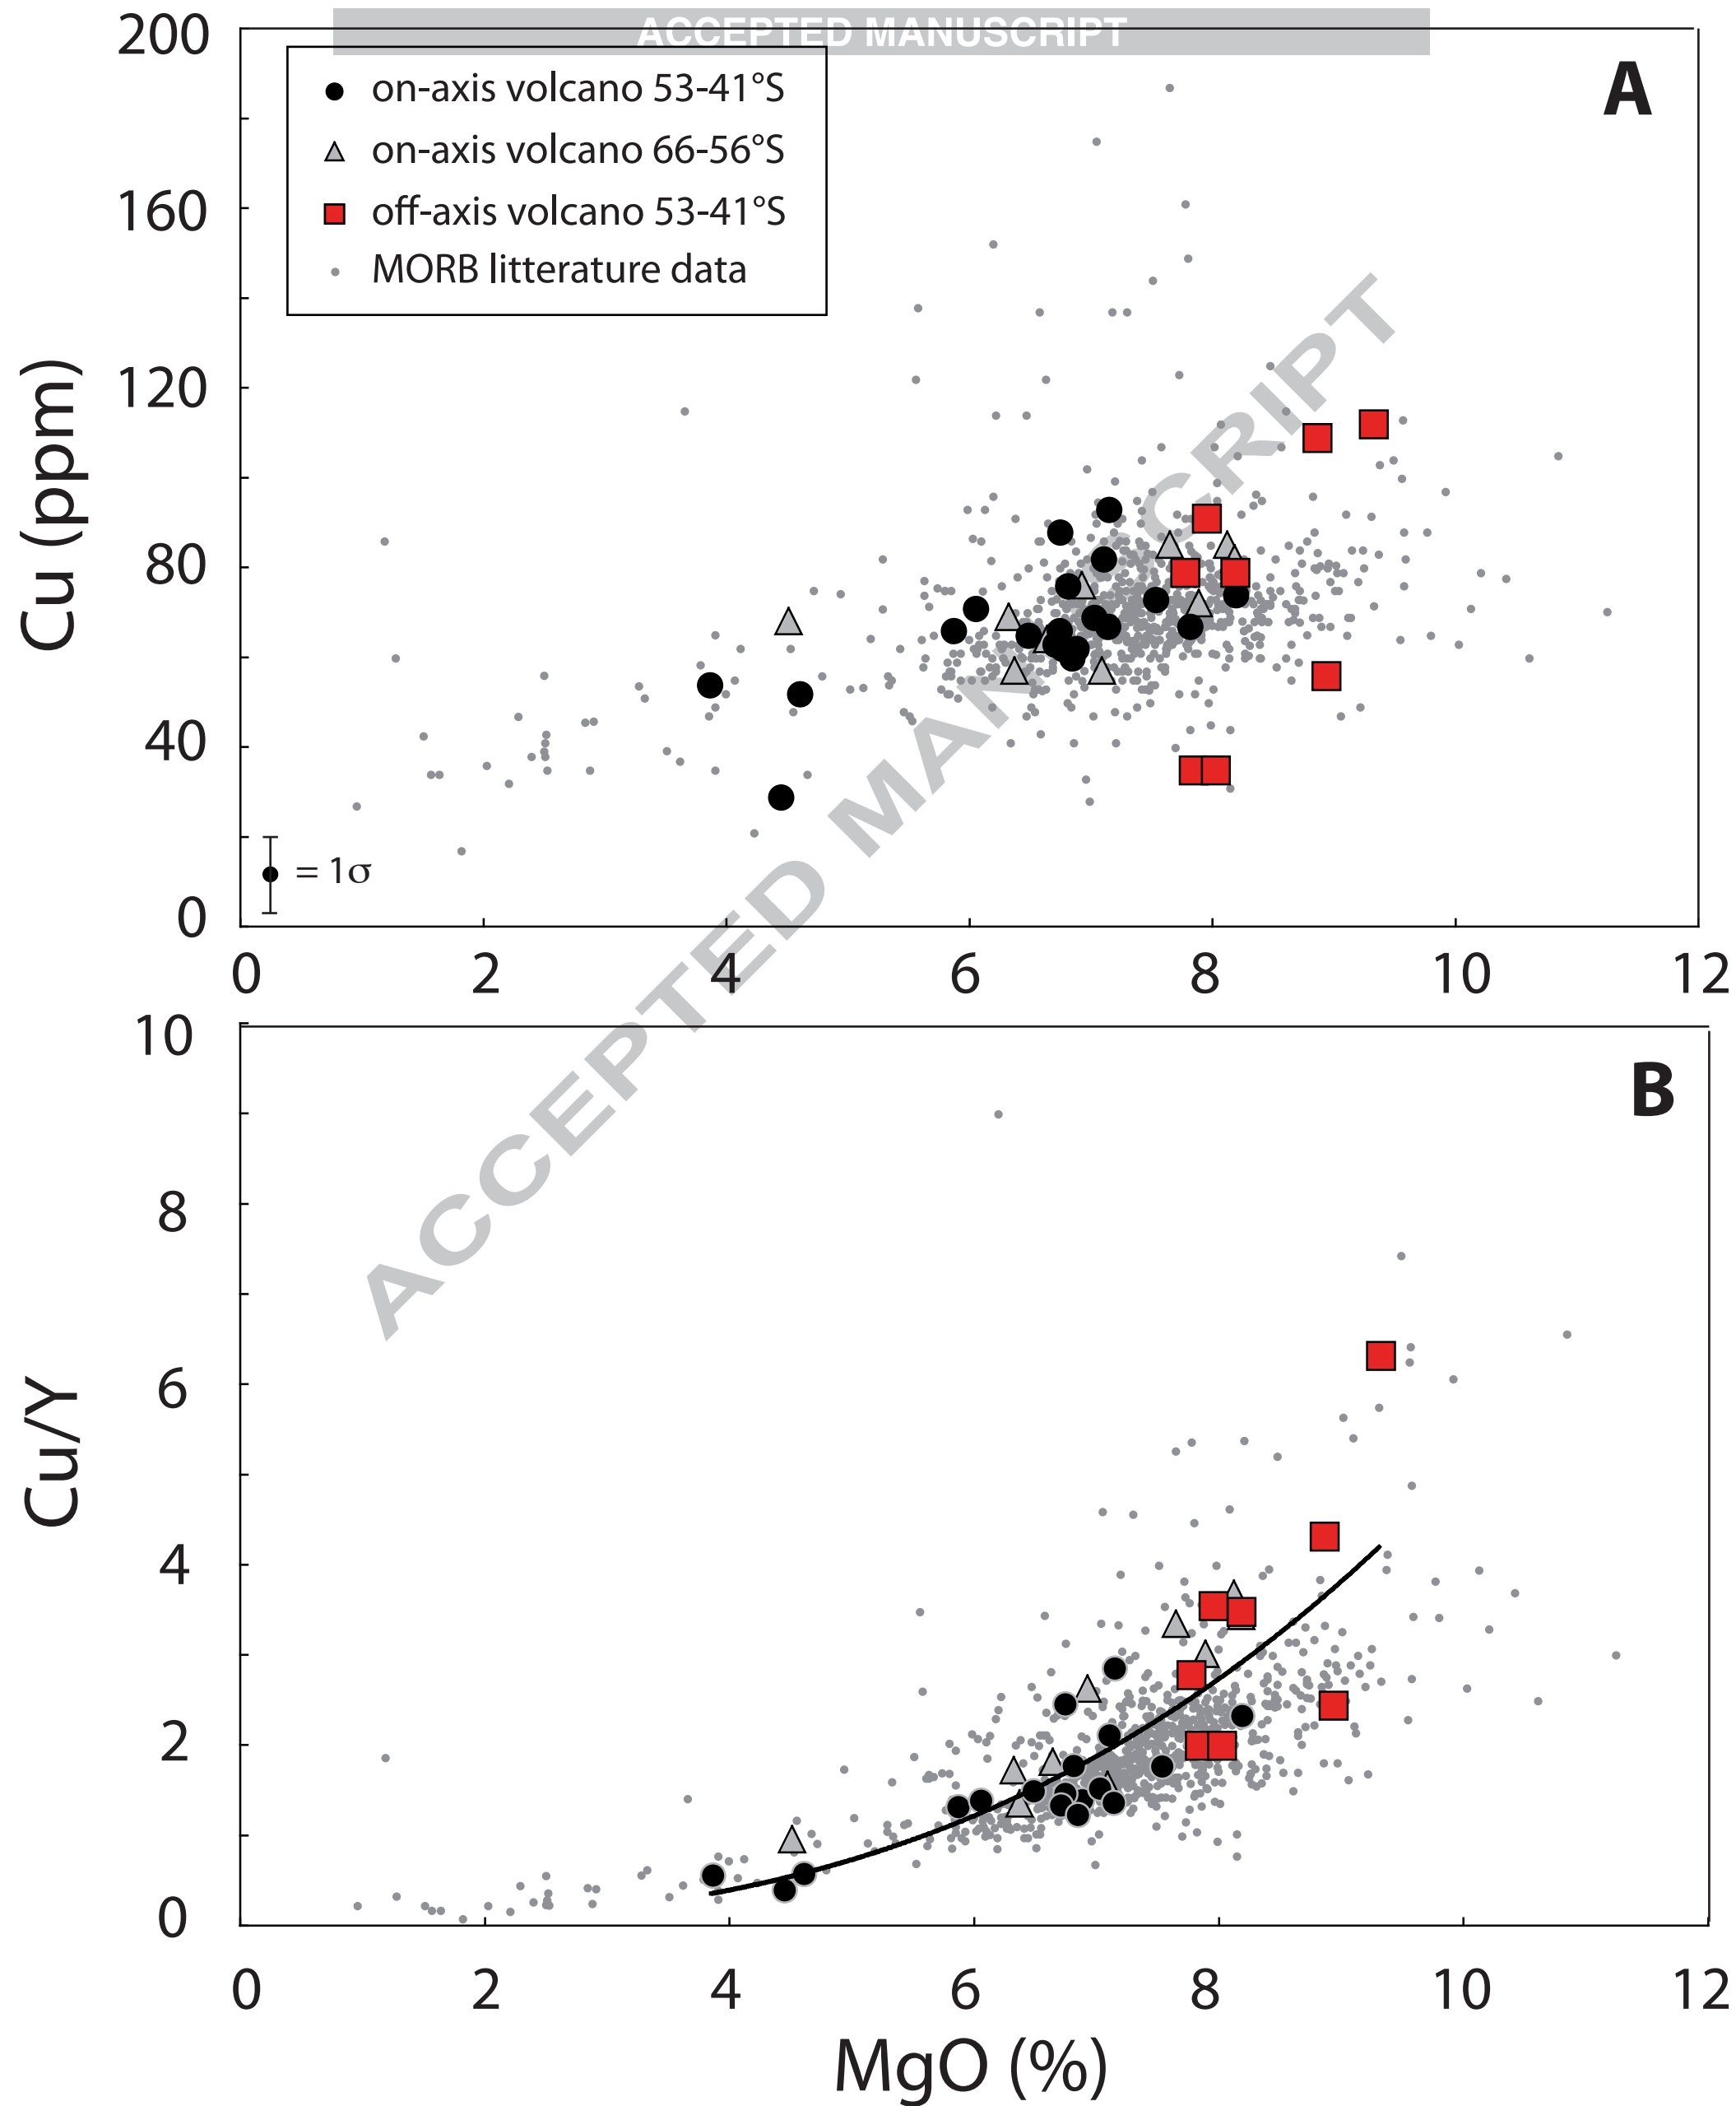 ACCEPTED MANUSCRIPT
200
A
on-axis volcano 53-41°S
on-axis volcano 66-56°S
off-axis volcano 53-41°S
MORB litterature data
160
120
80
40
0
Cu (ppm)
= 1σ
0 2 4 6 8 10 12
ACCEPTED MANUSCRIPT
10
B
8
6
4
2
0
Cu/Y
0 2 4 6 8 10 12
MgO (%)